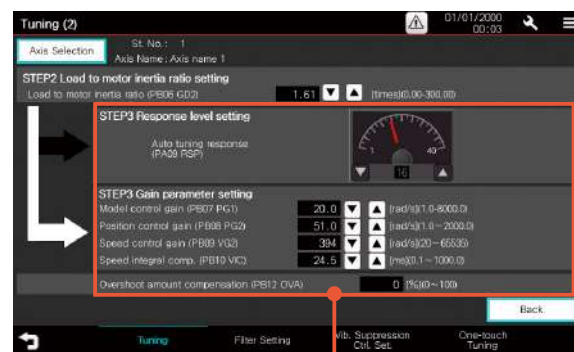 Tuning (2)
01/01/2000
00:03
Axis Selection
St. No.: 1
Axis Name: Axis name 1
STEP2 Load to motor inertia ratio setting
Load to motor inertia ratio (PB06 GD2)
1.61
[times](0.00-300.00)
STEP3 Response level setting
Auto tuning response
(PA09 RSP)
1
40
16
STEP3 Gain parameter setting
Model control gain (PB07 PG1)
20.0
[rad/s](1.0-8000.0)
Position control gain (PB08 PG2)
51.0
[rad/s](1.0~2000.0)
Speed control gain (PB09 VG2)
394
[rad/s](20~65535)
Speed integral comp. (PB10 VIC)
24.5
[ms](0.1~1000.0)
Overshoot amount compensation (PB12 OVA)
0
[%](0~100)
Back
Tuning
Filter Setting
Vib. Suppression
Ctrl. Set.
One-touch
Tuning